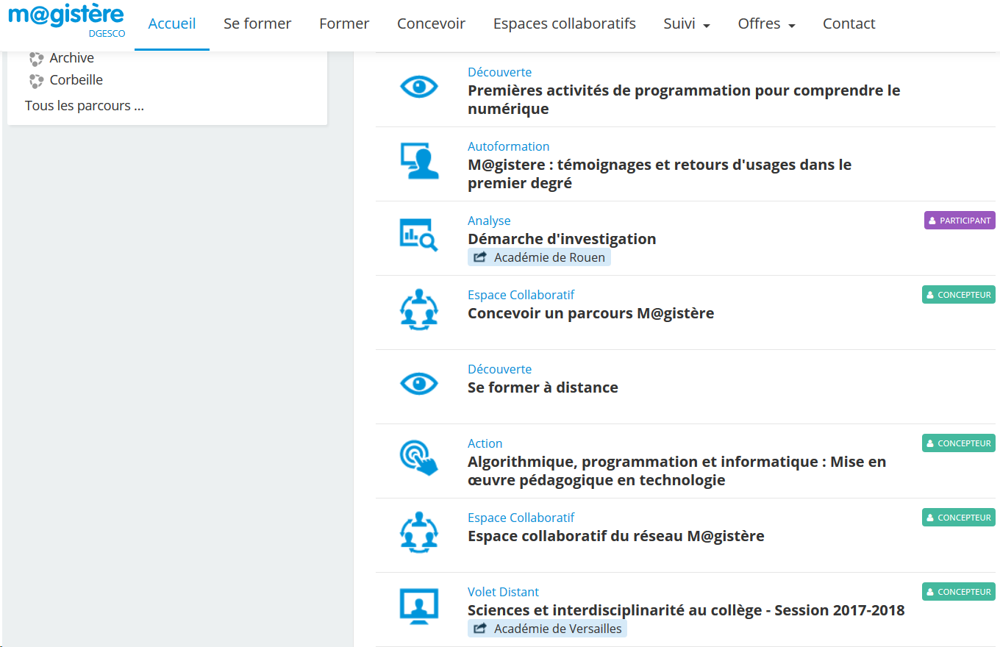 m@gistère
DGESCO
Accueil
Se former
Former
Concevoir
Espaces collaboratifs
Suivi
Offres
Contact
Archive
Corbeille
Tous les parcours ...
Découverte
Premières activités de programmation pour comprendre le
numérique
Autoformation
M@gistere : témoignages et retours d'usages dans le
premier degré
Analyse
PARTICIPANT
Démarche d'investigation
Académie de Rouen
Espace Collaboratif
CONCEPTEUR
Concevoir un parcours M@gistère
Découverte
Se former à distance
Action
CONCEPTEUR
Algorithmique, programmation et informatique : Mise en
œuvre pédagogique en technologie
Espace Collaboratif
CONCEPTEUR
Espace collaboratif du réseau M@gistère
Volet Distant
CONCEPTEUR
Sciences et interdisciplinarité au collège - Session 2017-2018
Académie de Versailles